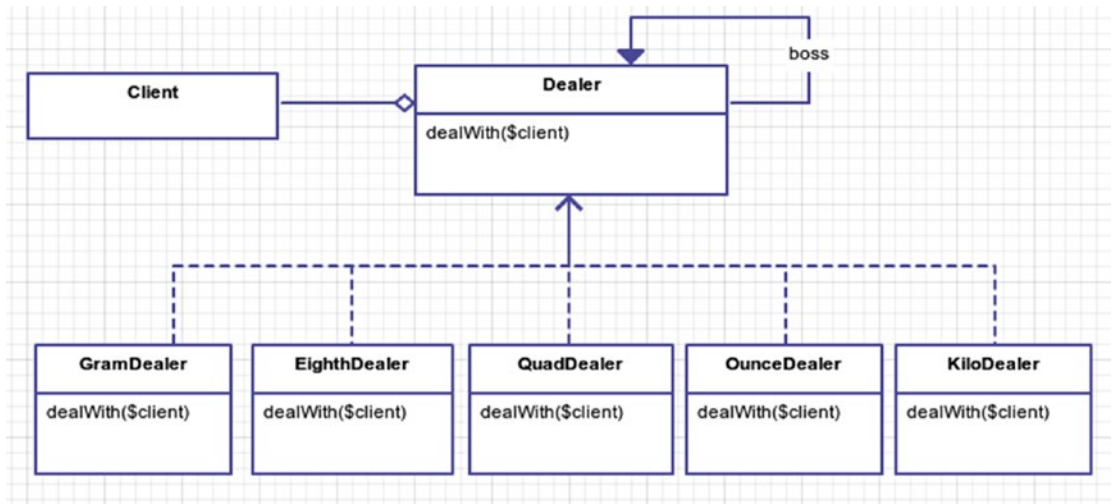 boss
Client
Dealer
dealWith($client)
GramDealer
EighthDealer
QuadDealer
OunceDealer
KiloDealer
dealWith($client)
dealWith($client)
dealWith($client)
dealWith($client)
dealWith($client)